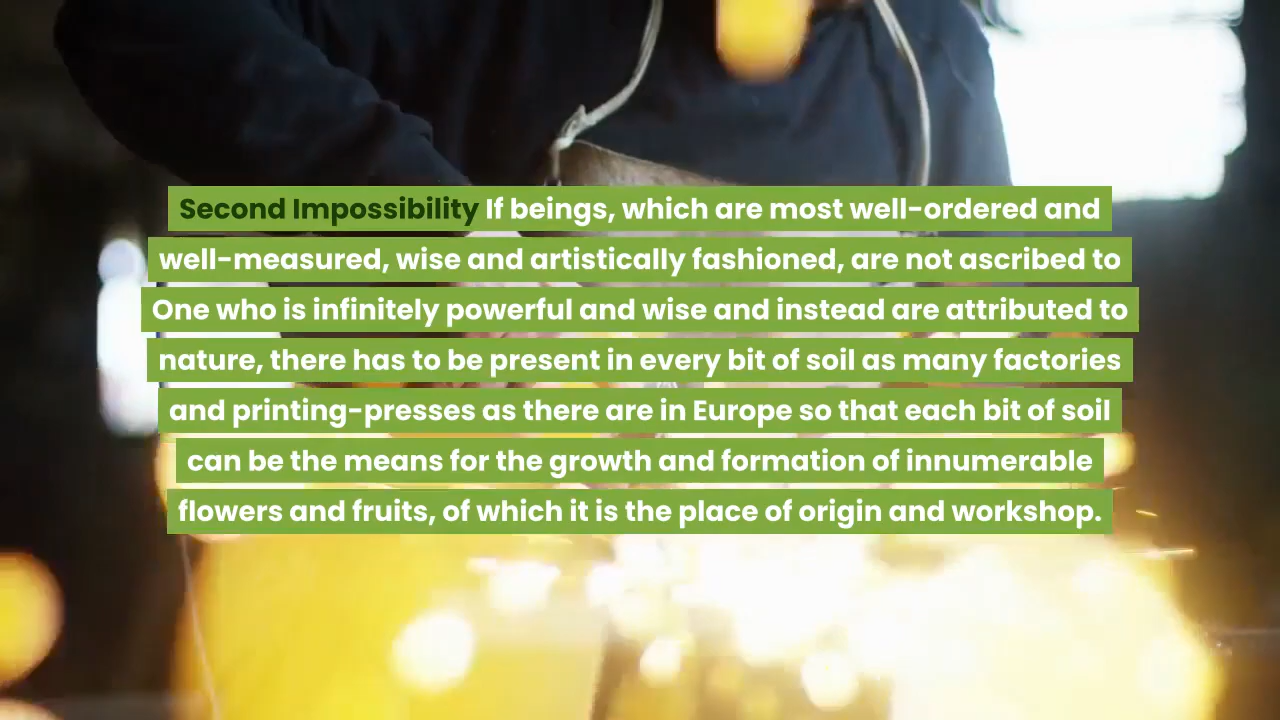 Second Impossibility If beings, which are most well-ordered and
well-measured, wise and artistically fashioned, are not ascribed to
One who is infinitely powerful and wise and instead are attributed to
nature, there has to be present in every bit of soil as many factories
and printing-presses as there are in Europe so that each bit of soil
can be the means for the growth and formation of innumerable
flowers and fruits, of which it is the place of origin and workshop.